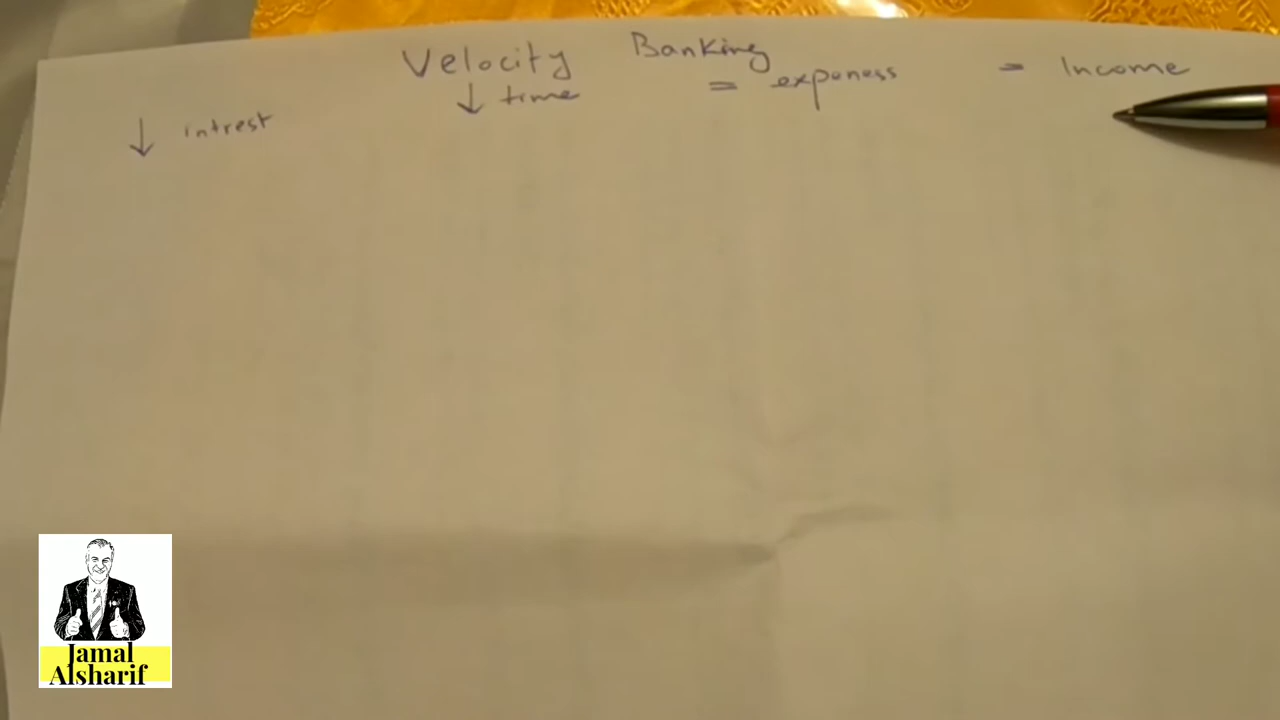 Velocity Banking
↓ intrest ↓ time = exponess = Income
Jamal
Alsharif